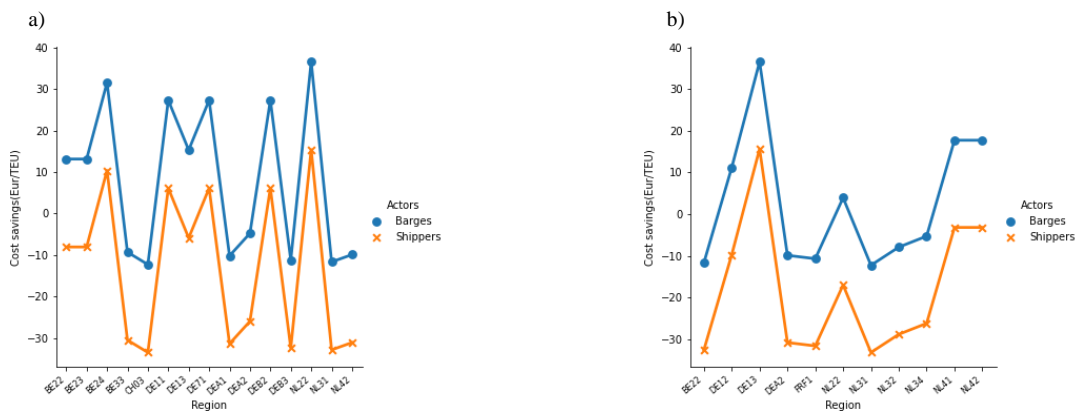 a)
Cost savings(Eur/TEU)
40
30
20
10
0
−10
−20
−30
BE22 BE23 BE24 BE33 CH03 DE11 DE13 DE71 DEA1 DEA2 DEB2 DEB3 NL22 NL31 NL42
Region
Actors
Barges
Shippers
b)
Cost savings(Eur/TEU)
40
30
20
10
0
−10
−20
−30
BE22 DE12 DE13 DEA2 FRF1 NL22 NL31 NL32 NL34 NL41 NL42
Region
Actors
Barges
Shippers